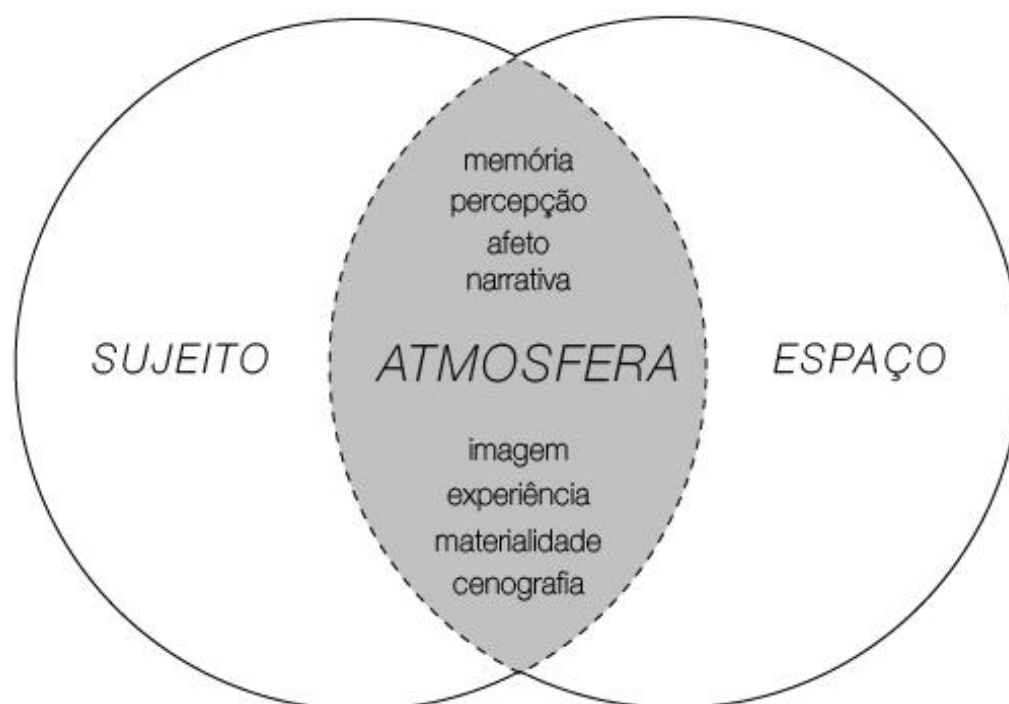 memória
percepção
afeto
narrativa
SUJEITO
ATMOSFERA
ESPAÇO
imagem
experiência
materialidade
cenografia